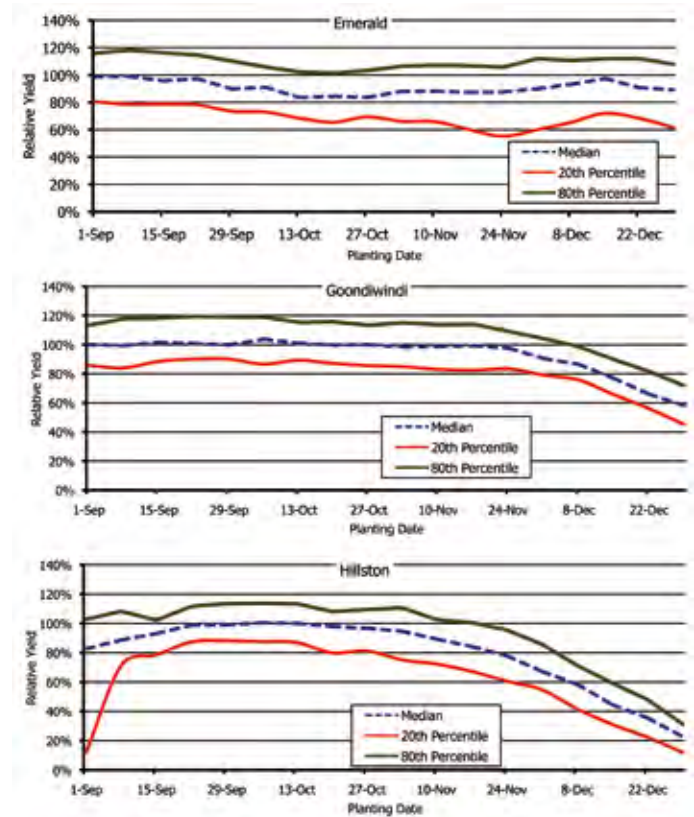 Emerald
140%
120%
100%
80%
60%
40%
20%
0%
Relative Yield
Median
20th Percentile
80th Percentile
1-Sep 15-Sep 29-Sep 13-Oct 27-Oct 10-Nov 24-Nov 8-Dec 22-Dec
Planting Date
Goondiwindi
140%
120%
100%
80%
60%
40%
20%
0%
Relative Yield
Median
20th Percentile
80th Percentile
1-Sep 15-Sep 29-Sep 13-Oct 27-Oct 10-Nov 24-Nov 8-Dec 22-Dec
Planting Date
Hillston
140%
120%
100%
80%
60%
40%
20%
0%
Relative Yield
Median
20th Percentile
80th Percentile
1-Sep 15-Sep 29-Sep 13-Oct 27-Oct 10-Nov 24-Nov 8-Dec 22-Dec
Planting Date